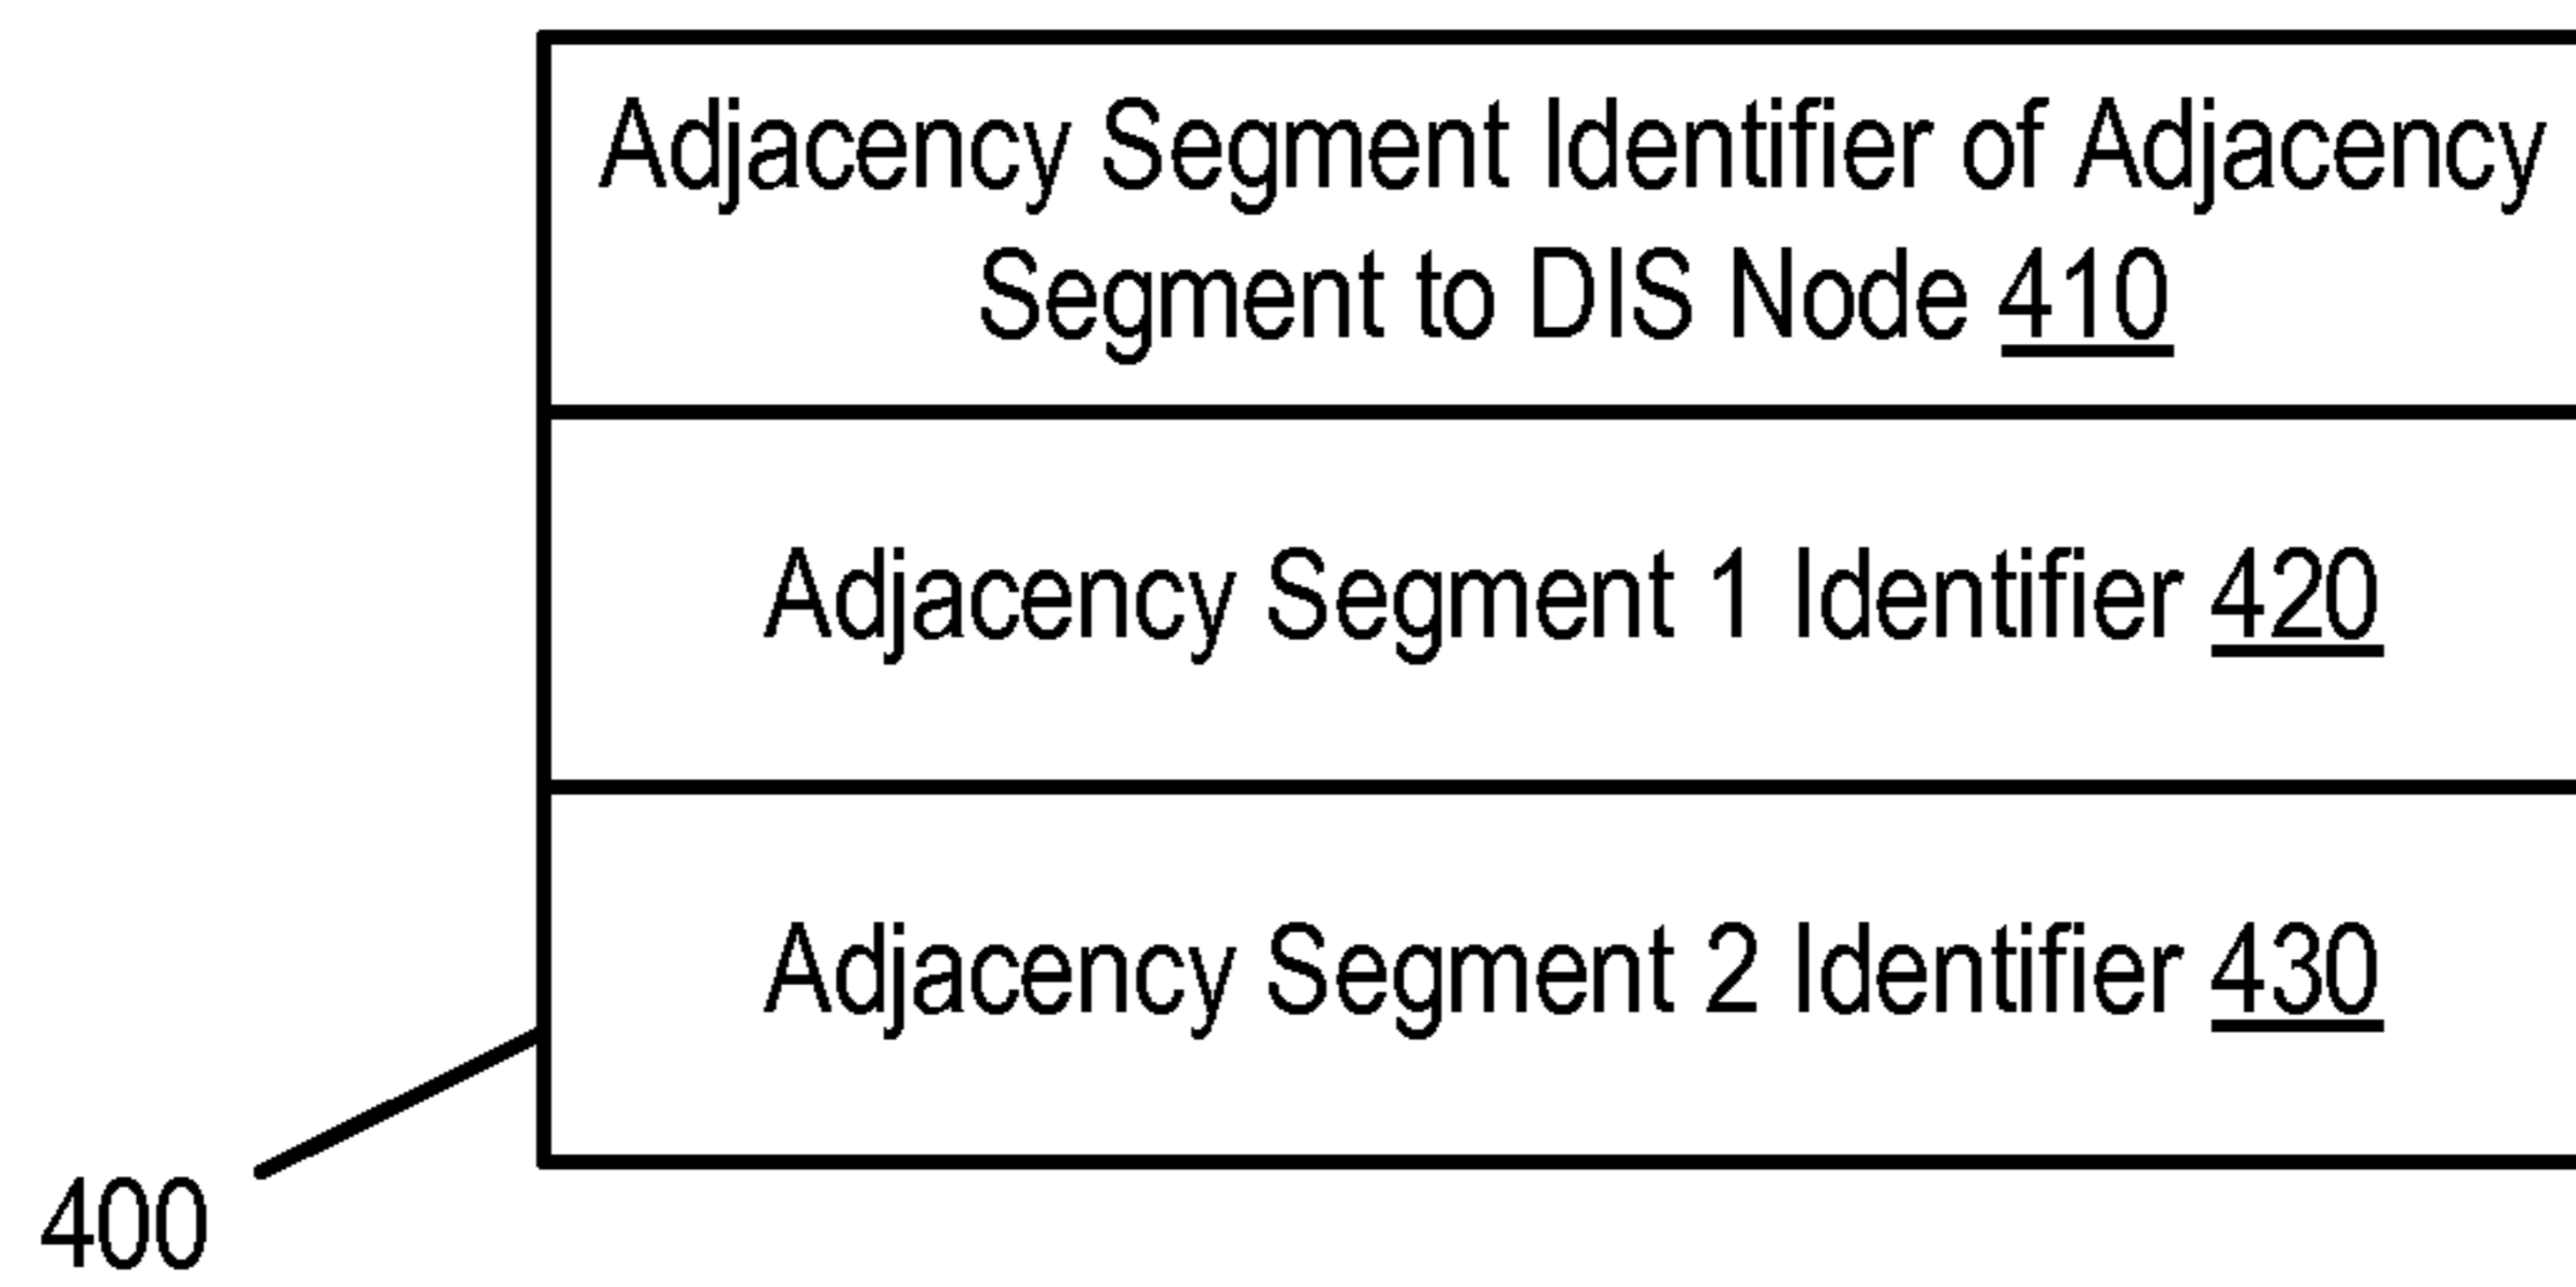 Adjacency Segment Identifier of Adjacency
Segment to DIS Node 410
Adjacency Segment 1 Identifier 420
Adjacency Segment 2 Identifier 430
400